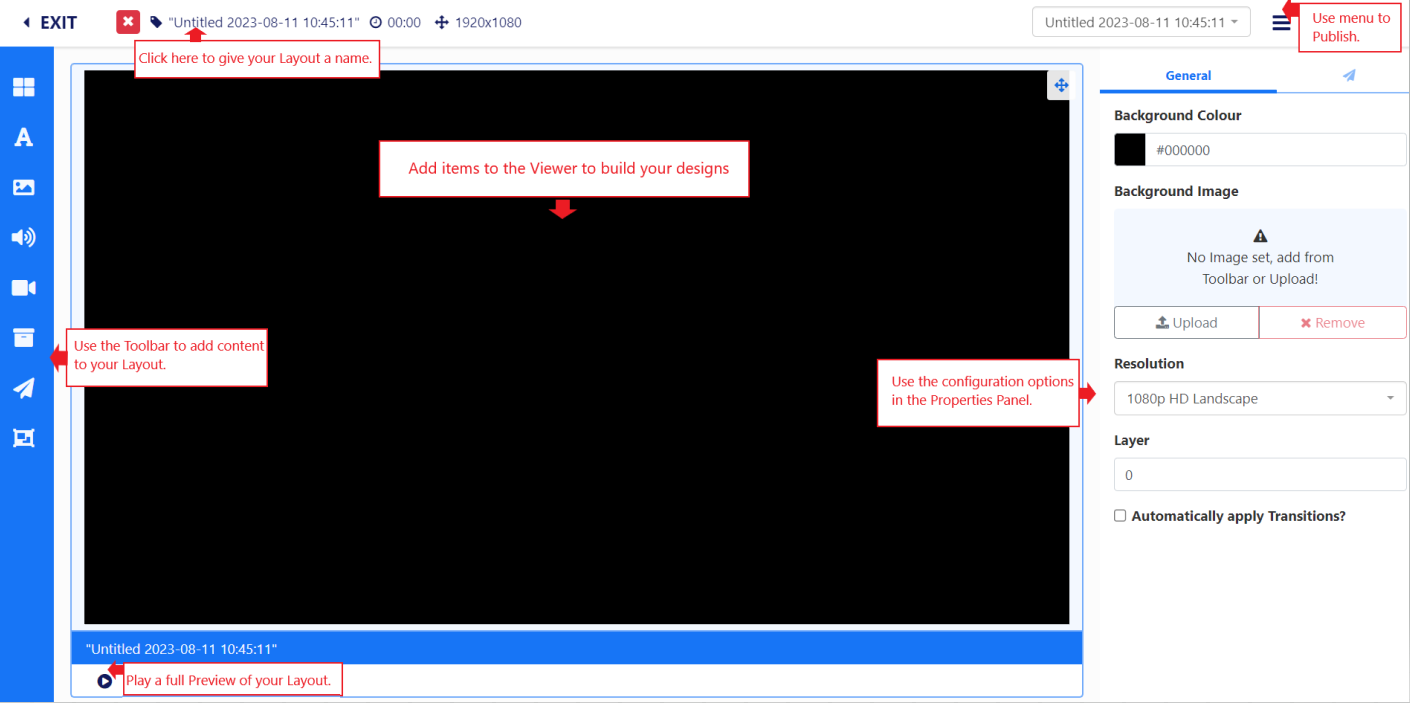 EXIT
"Untitled 2023-08-11 10:45:11" 00:00 1920x1080
Untitled 2023-08-11 10:45:11
Use menu to
Publish.
Click here to give your Layout a name.
General
Background Colour
#000000
Add items to the Viewer to build your designs
Background Image
No Image set, add from
Toolbar or Upload!
Upload
Remove
Use the Toolbar to add content
to your Layout.
Resolution
Use the configuration options
in the Properties Panel.
1080p HD Landscape
Layer
0
Automatically apply Transitions?
"Untitled 2023-08-11 10:45:11"
Play a full Preview of your Layout.